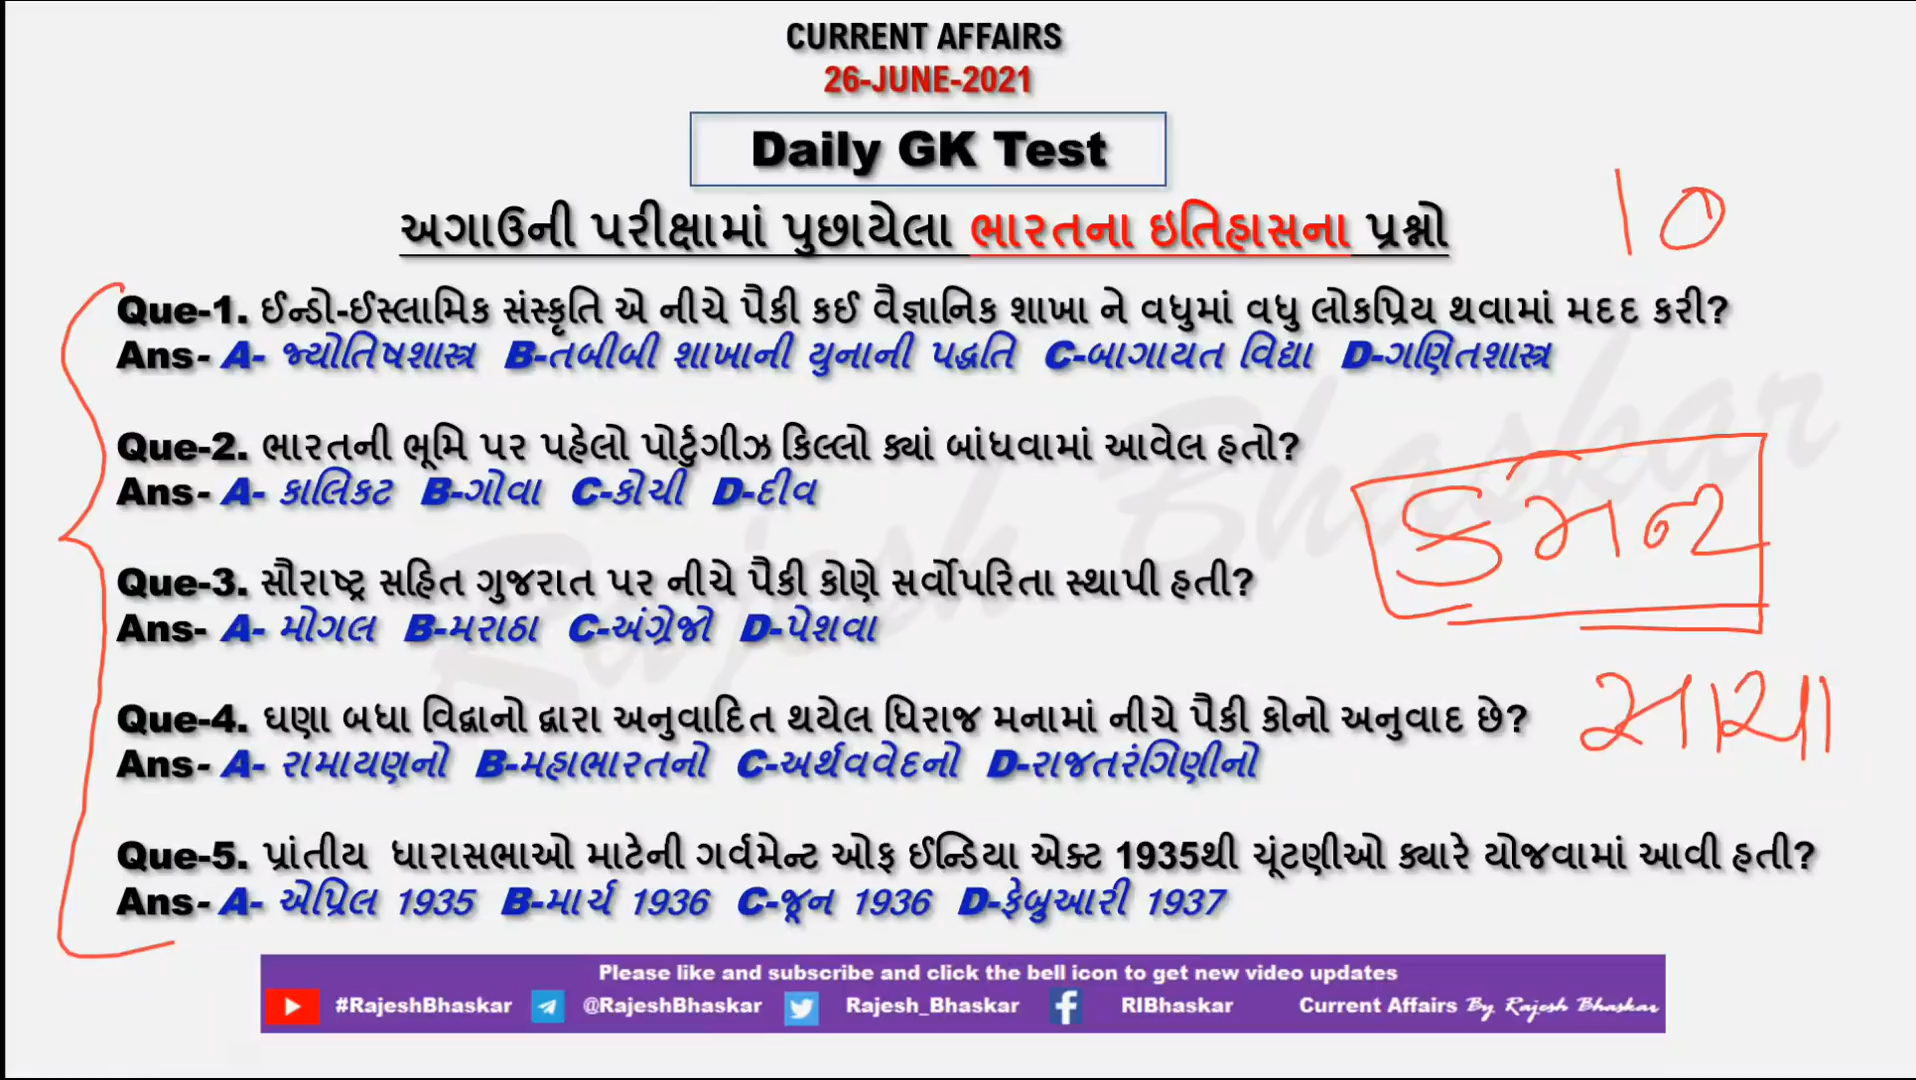 CURRENT AFFAIRS
26-JUNE-2021
Daily GK Test
અગાઉની પરીક્ષામાં પુછાયેલા ભારતના ઇતિહાસના પ્રશ્નો
10
Que-1. ઈન્ડો-ઈસ્લામિક સંસ્કૃતિ એ નીચે પૈકી કઈ વૈજ્ઞાનિક શાખા ને વધુમાં વધુ લોકપ્રિય થવામાં મદદ કરી?
Ans- A- જ્યોતિષશાસ્ત્ર B-તબીબી શાખાની યુનાની પદ્ધતિ C-બાગાયત વિદ્યા D-ગણિતશાસ્ત્ર
Que-2. ભારતની ભૂમિ પર પહેલો પોર્ટુગીઝ કિલ્લો ક્યાં બાંધવામાં આવેલ હતો?
Ans- A- કાલિકટ B-ગોવા C-કોચી D-દીવ
Que-3. સૌરાષ્ટ્ર સહિત ગુજરાત પર નીચે પૈકી કોણે સર્વોપરિતા સ્થાપી હતી?
Ans- A- મોગલ B-મરાઠા C-અંગ્રેજો D-પેશવા
Que-4. ઘણા બધા વિદ્વાનો દ્વારા અનુવાદિત થયેલ ધિરાજ મનામાં નીચે પૈકી કોનો અનુવાદ છે?
Ans- A- રામાયણનો B-મહાભારતનો C-અર્થવવેદનો D-રાજતરંગિણીનો
Que-5. પ્રાંતીય ધારાસભાઓ માટેની ગર્વમેન્ટ ઓફ ઈન્ડિયા એક્ટ 1935થી ચૂંટણીઓ ક્યારે યોજવામાં આવી હતી?
Ans- A- એપ્રિલ 1935 B-માર્ચ 1936 C-જૂન 1936 D-ફેબ્રુઆરી 1937
Rajesh Bhaskar
Please like and subscribe and click the bell icon to get new video updates
#RajeshBhaskar @RajeshBhaskar Rajesh_Bhaskar RIBhaskar Current Affairs By Rajesh Bhaskar